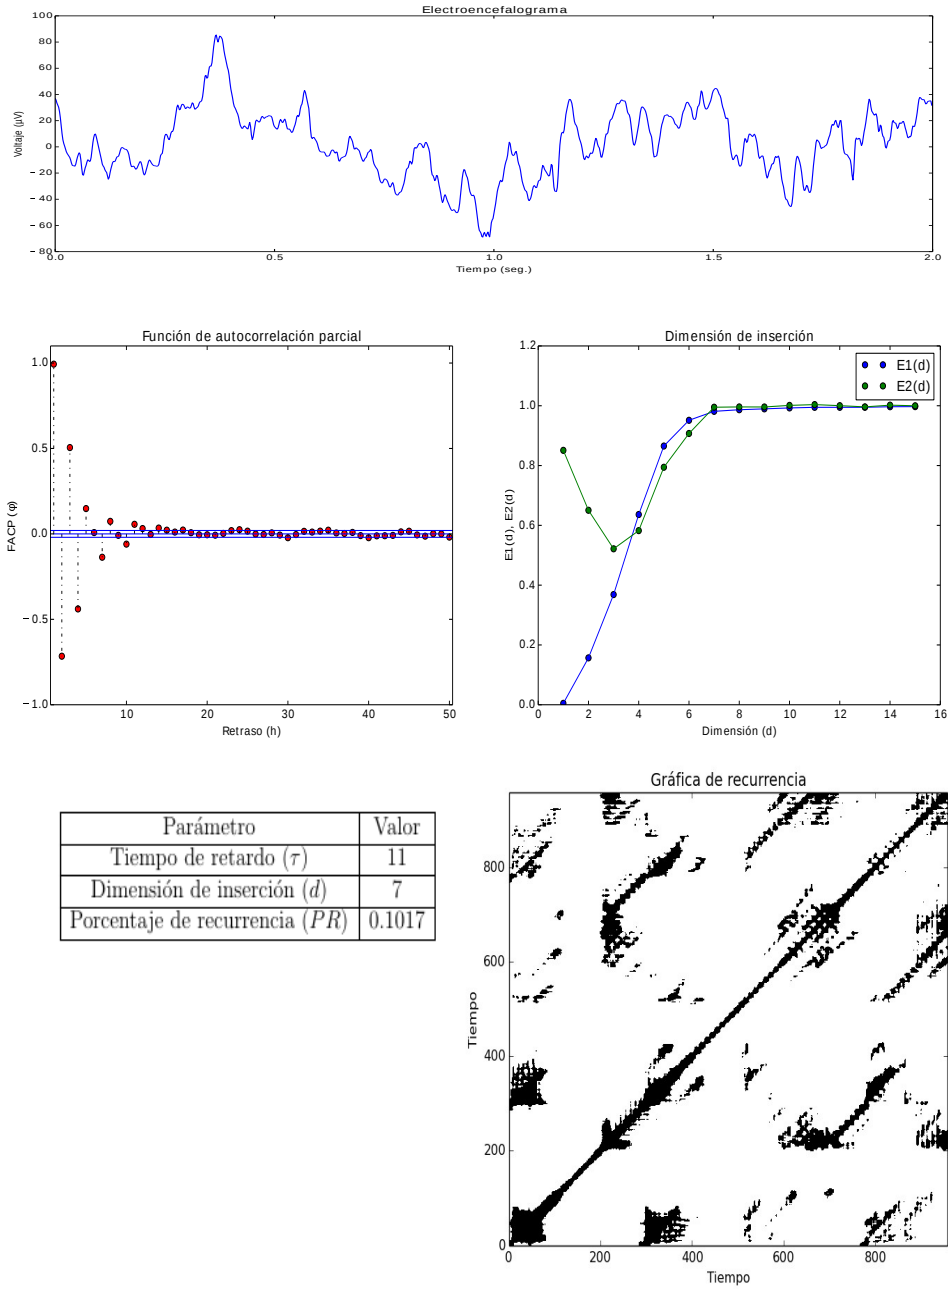 Electroencefalograma
100
80
60
40
20
0
−20
−40
−60
−80
Voltaje (µV)
0.0 0.5 1.0 1.5 2.0
Tiempo (seg.)
Función de autocorrelación parcial
1.0
0.5
0.0
−0.5
−1.0
FACP (φ)
10 20 30 40 50
Retraso (h)
Dimensión de inserción
1.2
1.0
0.8
0.6
0.4
0.2
0.0
E1(d), E2(d)
E1(d)
E2(d)
0 2 4 6 8 10 12 14 16
Dimensión (d)
Parámetro Valor
Tiempo de retardo (τ) 11
Dimensión de inserción (d) 7
Porcentaje de recurrencia (PR) 0.1017
Gráfica de recurrencia
800
600
400
200
0
Tiempo
0 200 400 600 800
Tiempo